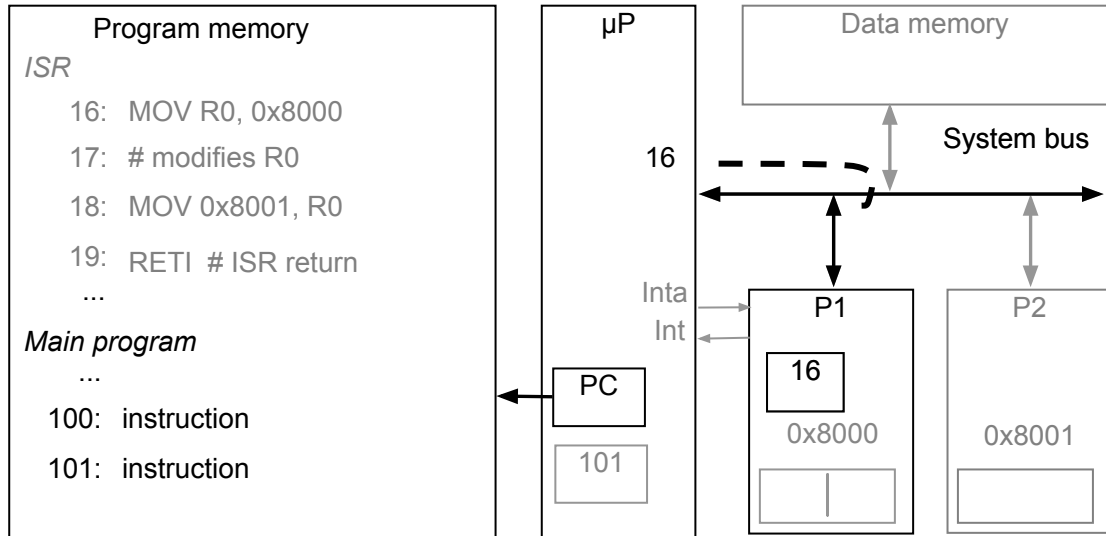 Program memory
ISR
16: MOV R0, 0x8000
17: # modifies R0
18: MOV 0x8001, R0
19: RETI # ISR return
...
Main program
...
100: instruction
101: instruction
µP
16
PC
101
Data memory
System bus
Inta
Int
P1
16
0x8000
P2
0x8001